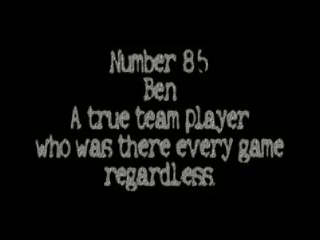 Number 85
Ben
A true team player
who was there every game
regardless